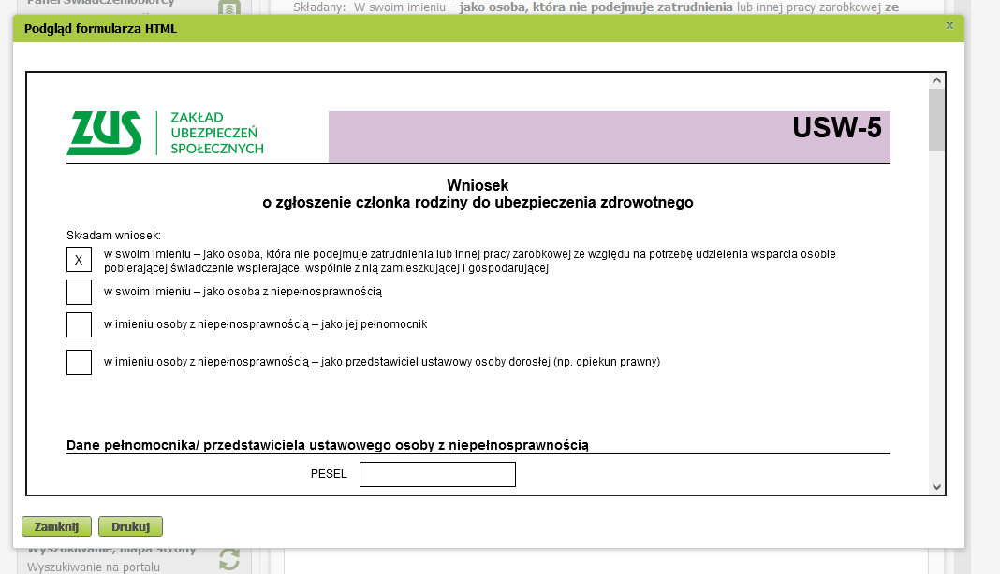 Panel Świadczeniobiorcy
Składany: W swoim imieniu – jako osoba, która nie podejmuje zatrudnienia lub innej pracy zarobkowej ze
Podgląd formularza HTML
x
ZUS
ZAKŁAD
UBEZPIECZEŃ
SPOŁECZNYCH
USW-5
Wniosek
o zgłoszenie członka rodziny do ubezpieczenia zdrowotnego
Składam wniosek:
X
w swoim imieniu – jako osoba, która nie podejmuje zatrudnienia lub innej pracy zarobkowej ze względu na potrzebę udzielenia wsparcia osobie
pobierającej świadczenie wspierające, wspólnie z nią zamieszkującej i gospodarującej
w swoim imieniu – jako osoba z niepełnosprawnością
w imieniu osoby z niepełnosprawnością – jako jej pełnomocnik
w imieniu osoby z niepełnosprawnością – jako przedstawiciel ustawowy osoby dorosłej (np. opiekun prawny)
Dane pełnomocnika/ przedstawiciela ustawowego osoby z niepełnosprawnością
PESEL
Zamknij
Drukuj
Wyszukiwanie, mapa strony
Wyszukiwanie na portalu